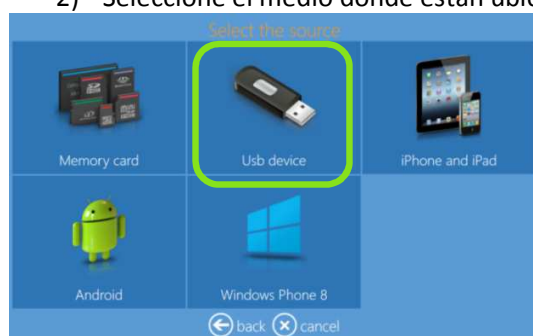 2) Seleccione el medio donde están ubic
Select the source
Memory card
Usb device
iPhone and iPad
Android
Windows Phone 8
back cancel